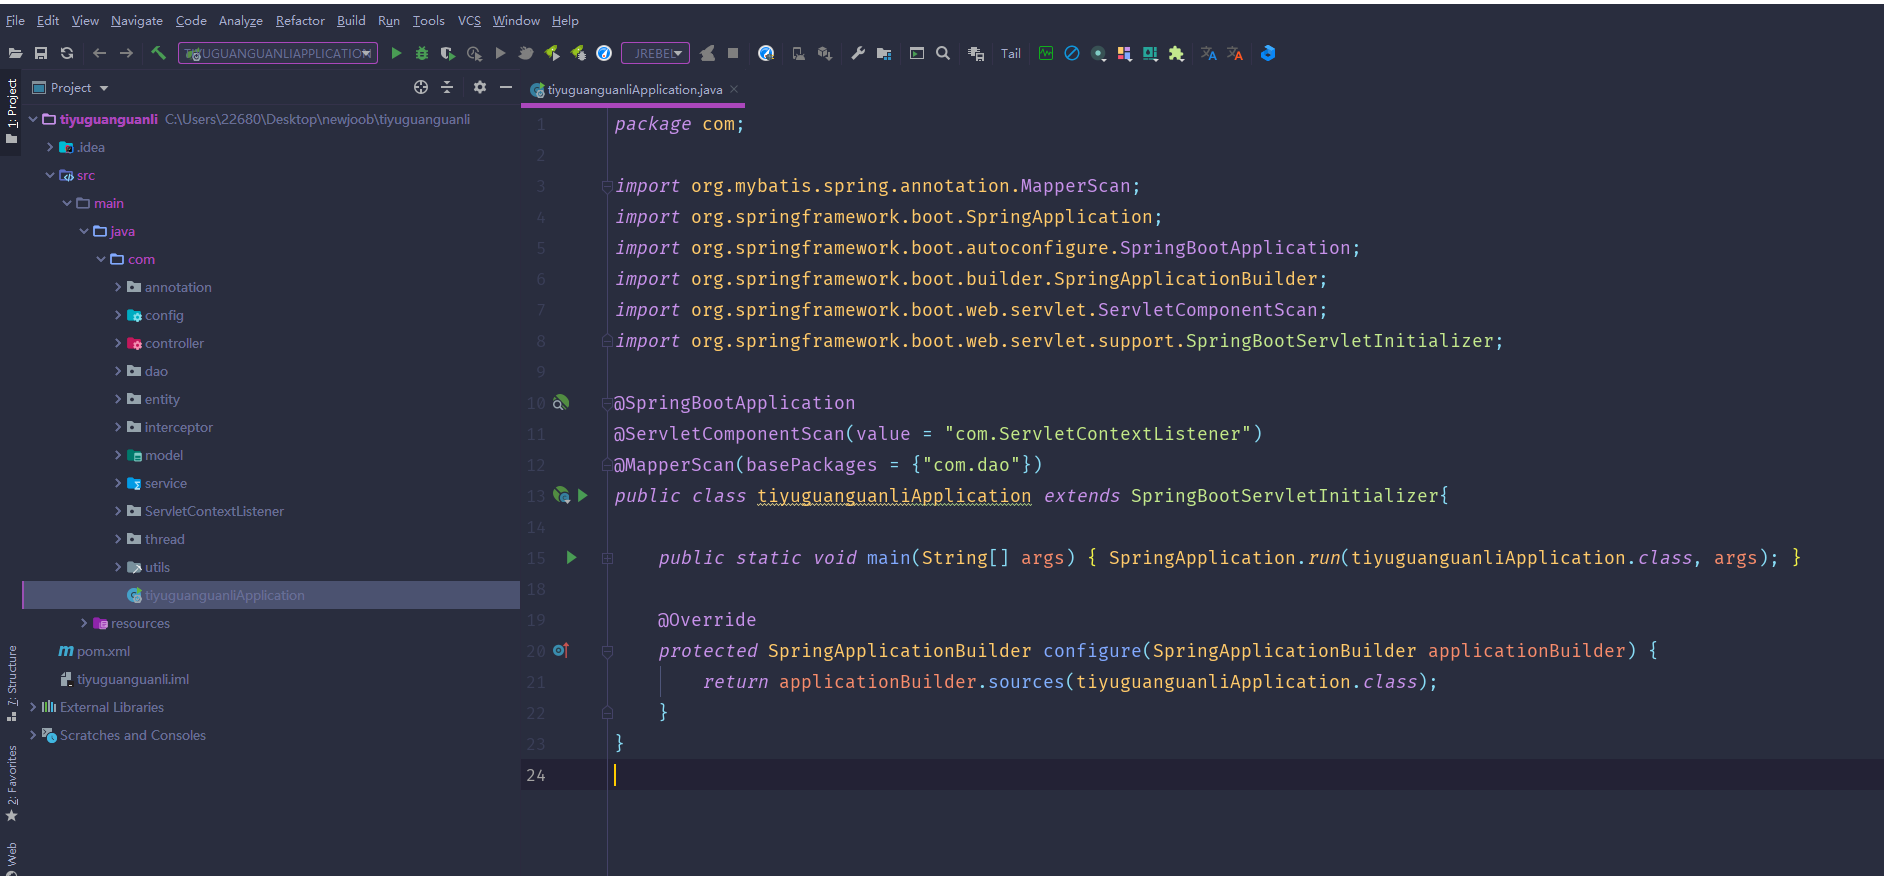 File Edit View Navigate Code Analyze Refactor Build Run Tools VCS Window Help
TIYUGUANGUANLIAPPLICATION JREBEL Tail
1: Project
7: Structure
2: Favorites
Web
Project
tiyuguanguanli C:\Users\22680\Desktop\newjoob\tiyuguanguanli
.idea
src
main
java
com
annotation
config
controller
dao
entity
interceptor
model
service
ServletContextListener
thread
utils
tiyuguanguanliApplication
resources
pom.xml
tiyuguanguanli.iml
External Libraries
Scratches and Consoles
tiyuguanguanliApplication.java
1 package com;
2
3 import org.mybatis.spring.annotation.MapperScan;
4 import org.springframework.boot.SpringApplication;
5 import org.springframework.boot.autoconfigure.SpringBootApplication;
6 import org.springframework.boot.builder.SpringApplicationBuilder;
7 import org.springframework.boot.web.servlet.ServletComponentScan;
8 import org.springframework.boot.web.servlet.support.SpringBootServletInitializer;
9
10 @SpringBootApplication
11 @ServletComponentScan(value = "com.ServletContextListener")
12 @MapperScan(basePackages = {"com.dao"})
13 public class tiyuguanguanliApplication extends SpringBootServletInitializer{
14
15 public static void main(String[] args) { SpringApplication.run(tiyuguanguanliApplication.class, args); }
18
19 @Override
20 protected SpringApplicationBuilder configure(SpringApplicationBuilder applicationBuilder) {
21 return applicationBuilder.sources(tiyuguanguanliApplication.class);
22 }
23 }
24